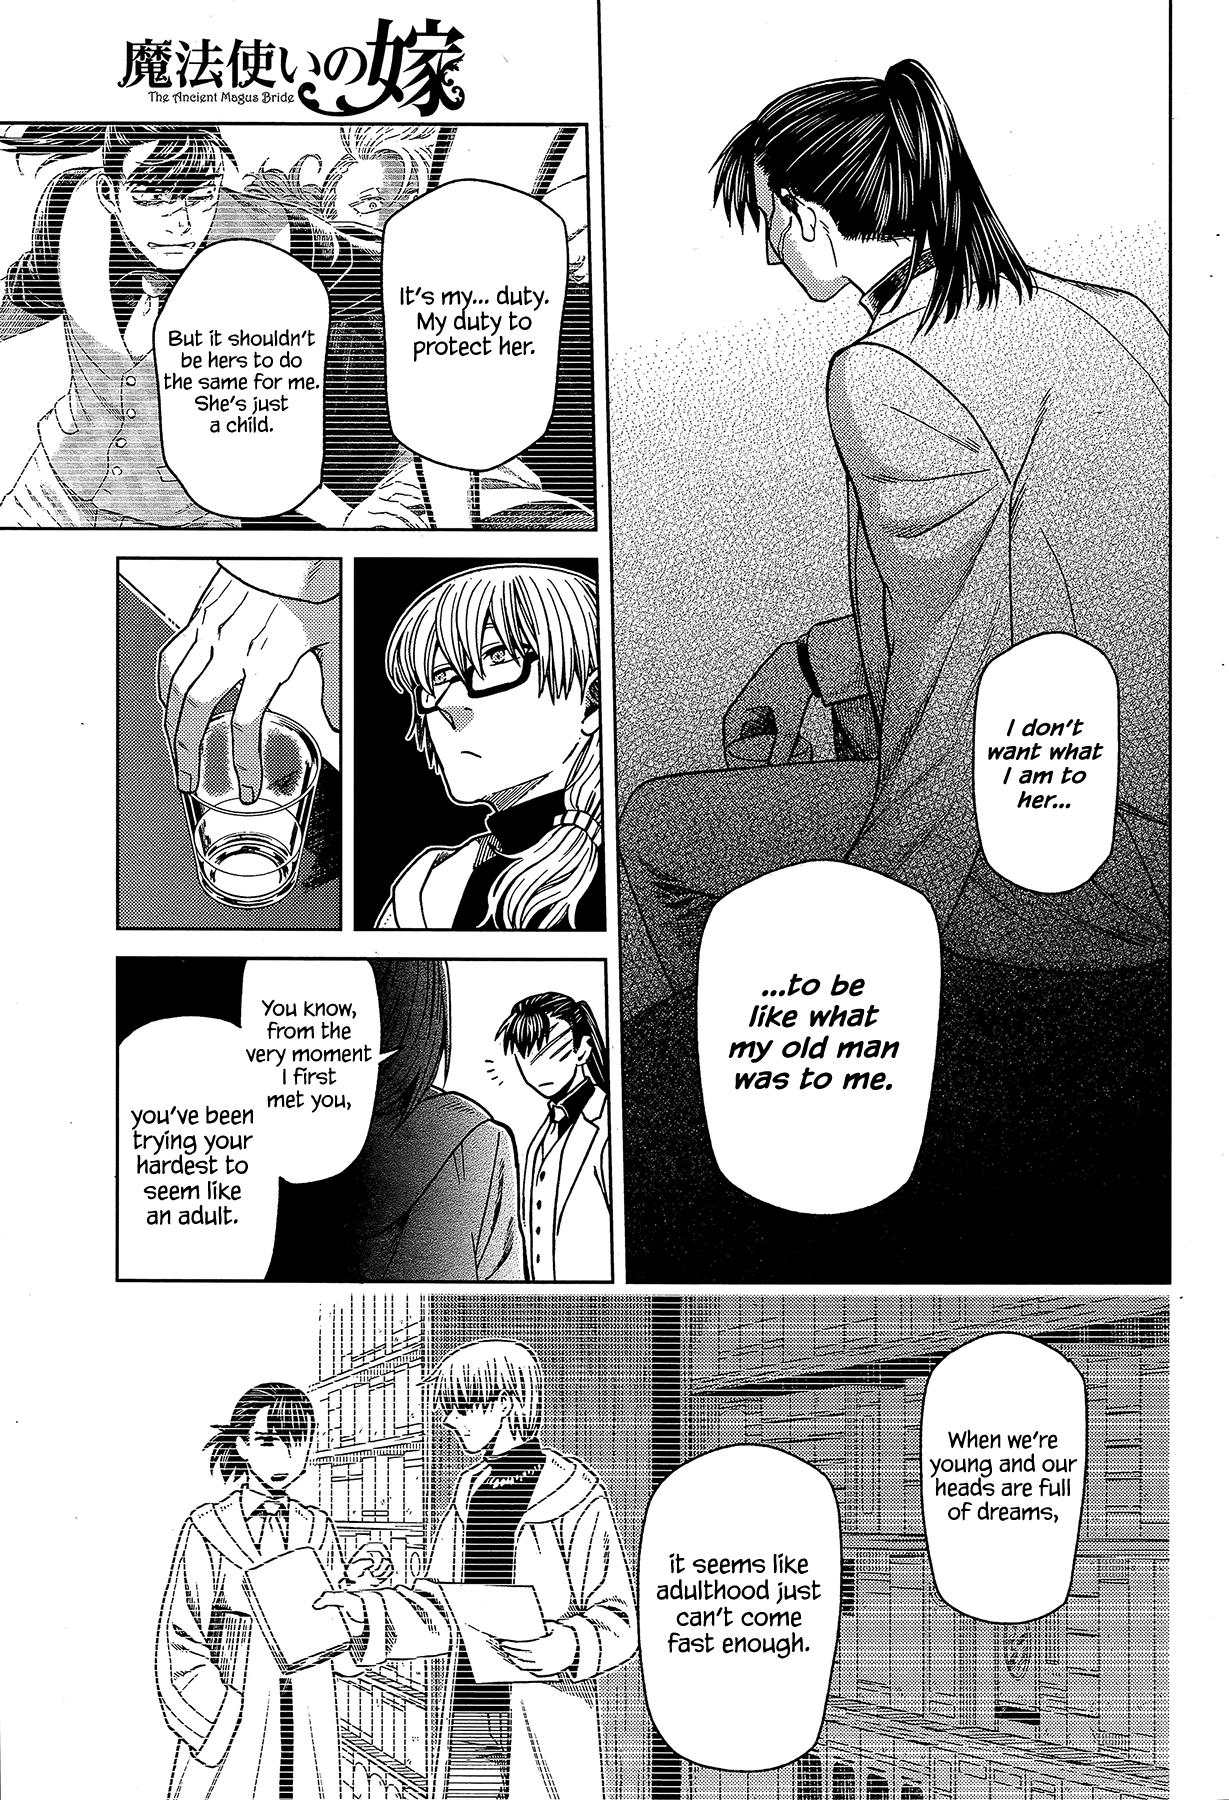 魔法使いの嫁
The Ancient Magus Bride
I don't
want what
I am to
her...
...to be
like what
my old man
was to me.
It's my... duty.
My duty to
protect her.
But it shouldn't
be hers to do
the same for me.
She's just
a child.
You know,
from the
very moment
I first
met you,
you've been
trying your
hardest to
seem like
an adult.
When we're
young and our
heads are full
of dreams,
it seems like
adulthood just
can't come
fast enough.